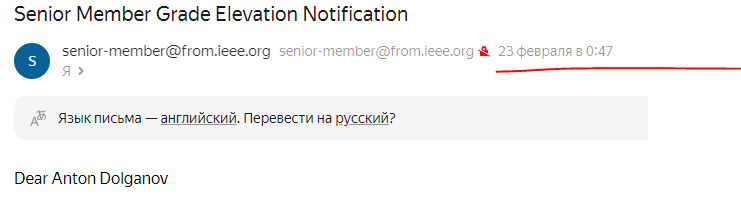 Senior Member Grade Elevation Notification
S
senior-member@from.ieee.org senior-member@from.ieee.org 23 февраля в 0:47
Я >
Язык письма — английский. Перевести на русский?
Dear Anton Dolganov